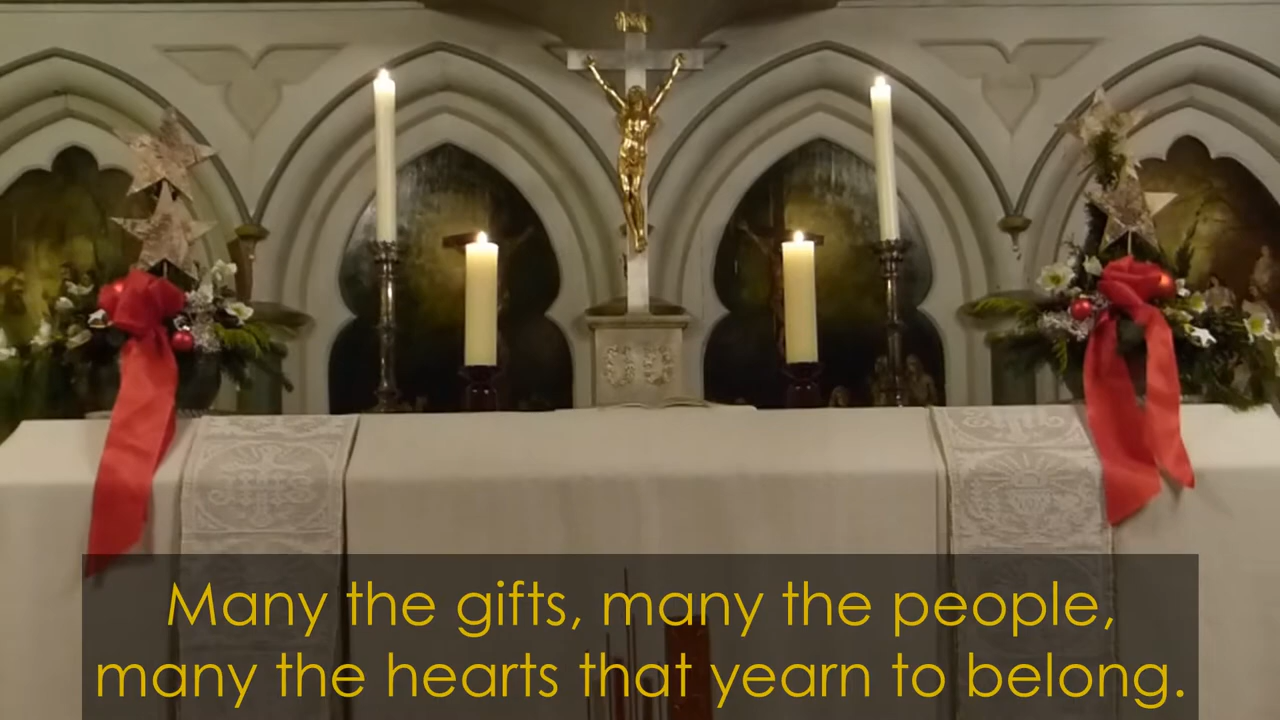 Many the gifts, many the people,
many the hearts that yearn to belong.